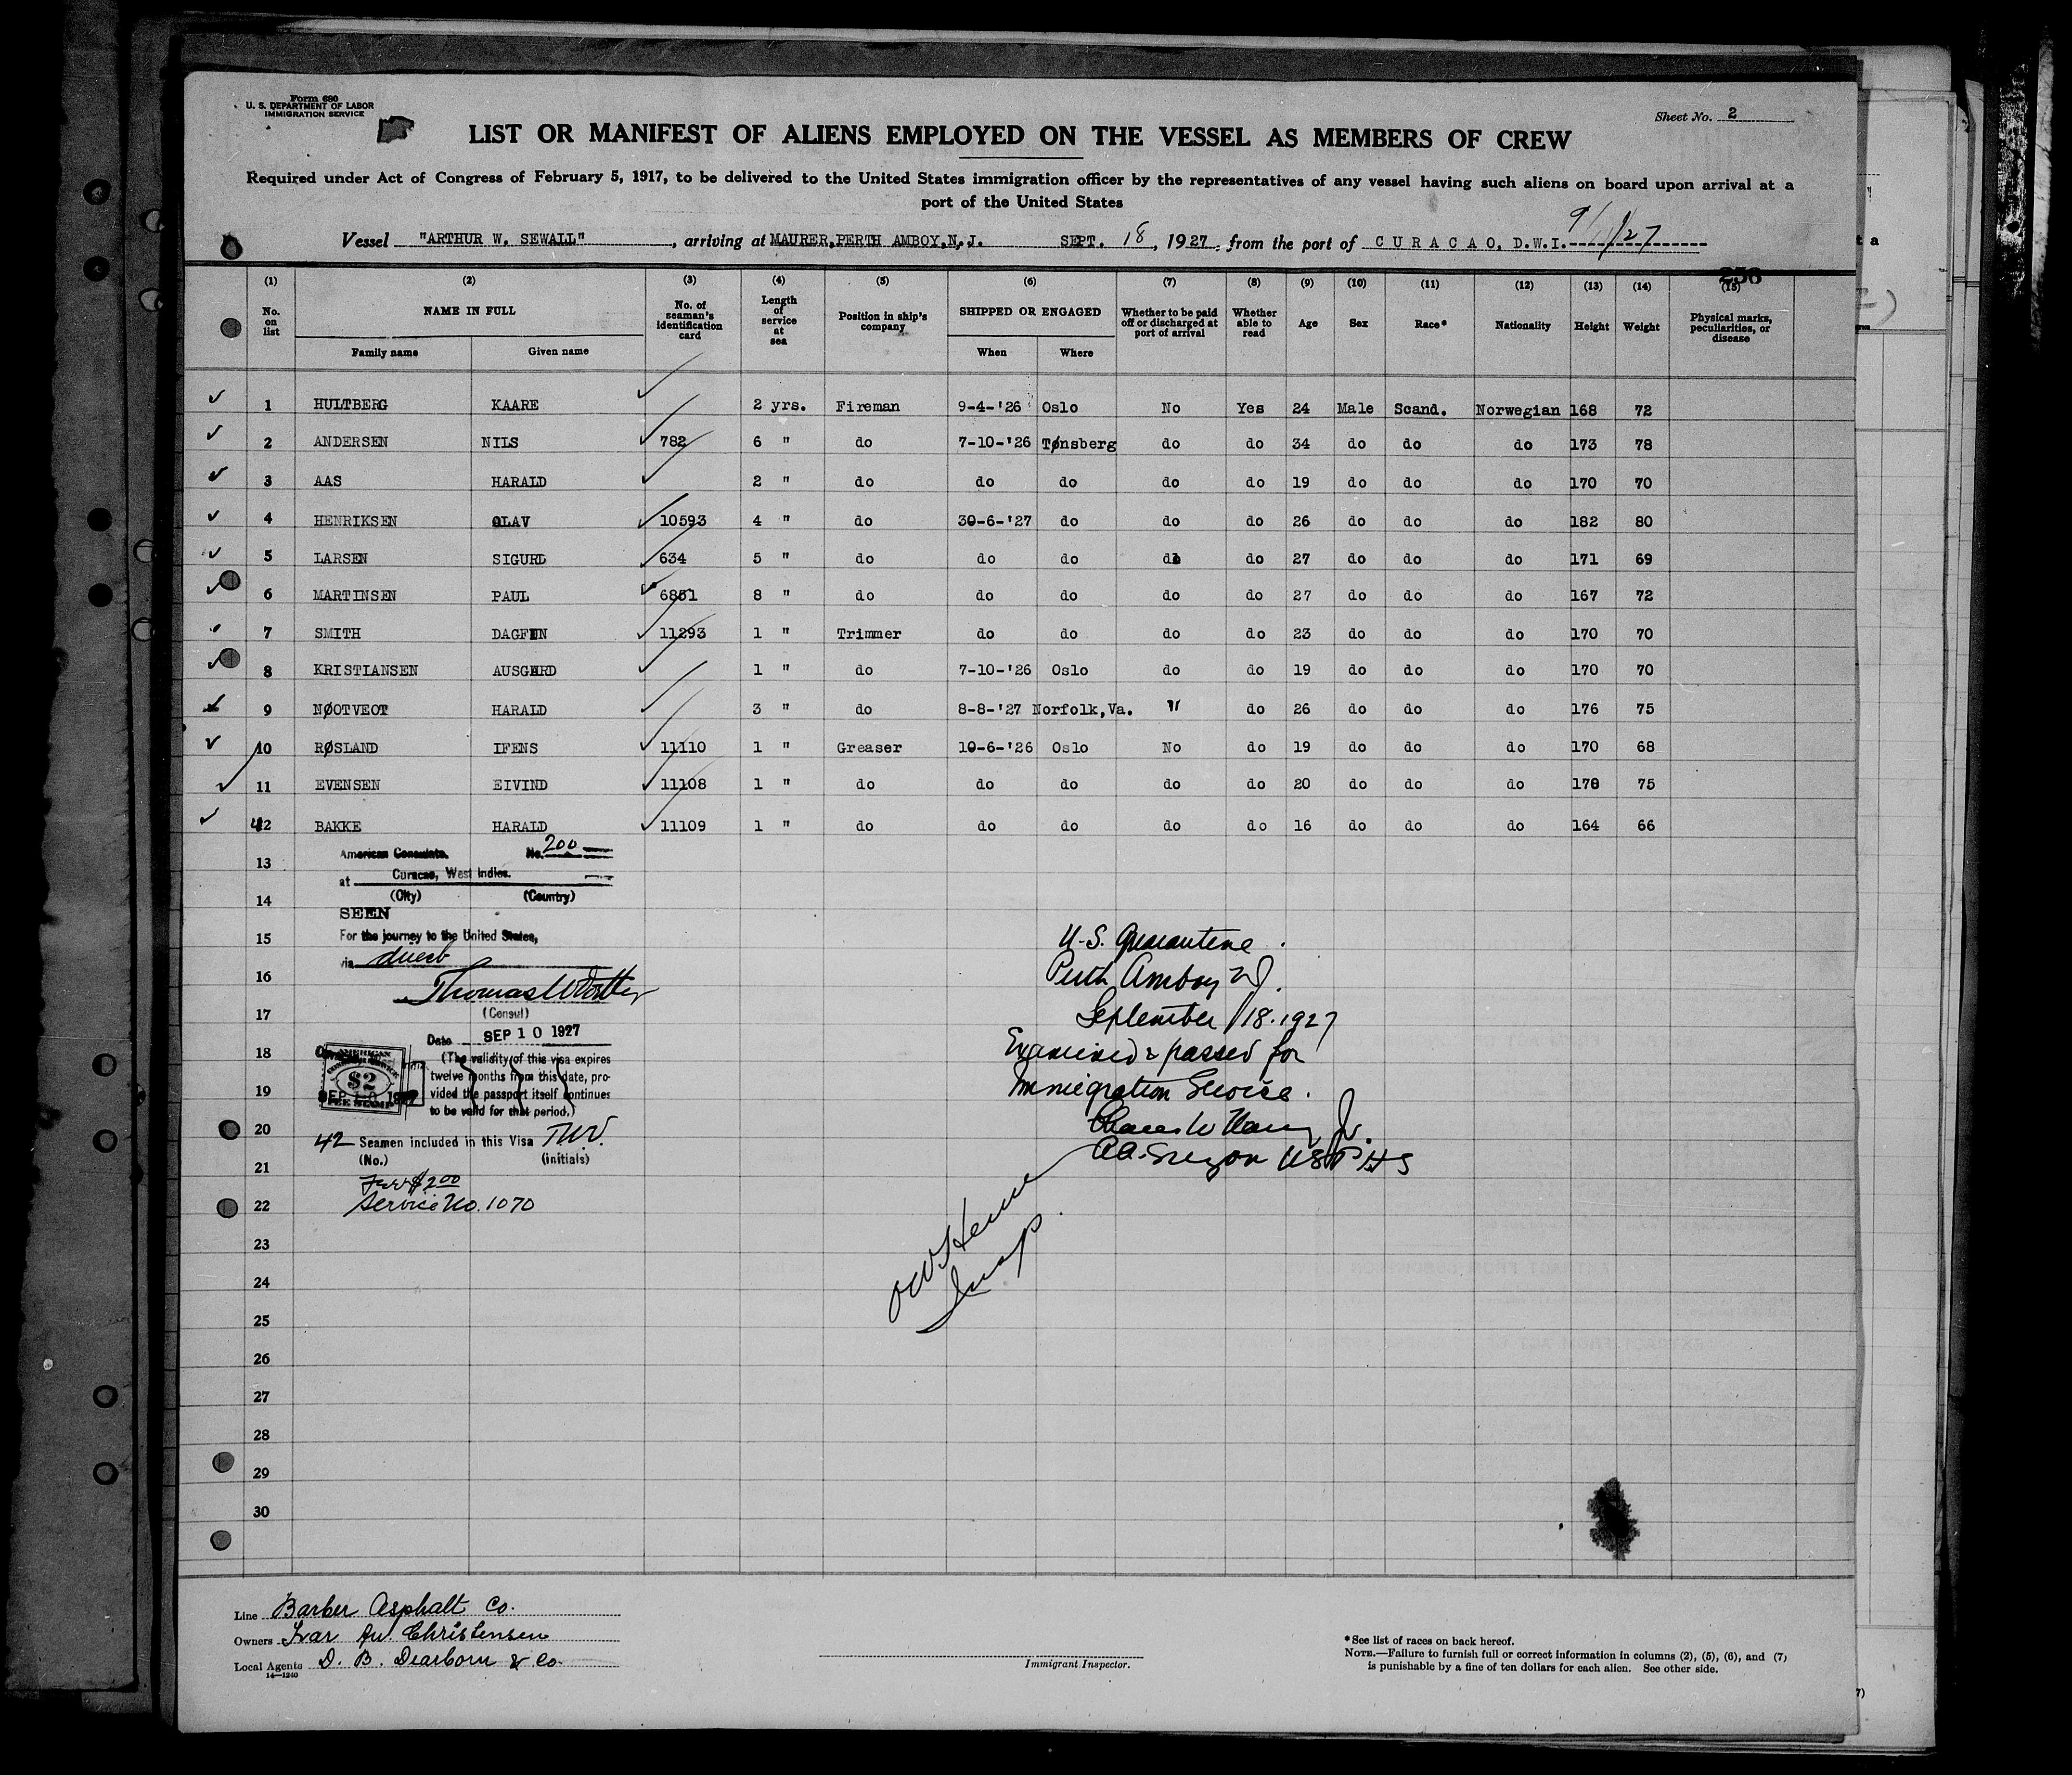 Form 680
U. S. DEPARTMENT OF LABOR
IMMIGRATION SERVICE
Sheet No. 2
LIST OR MANIFEST OF ALIENS EMPLOYED ON THE VESSEL AS MEMBERS OF CREW
Required under Act of Congress of February 5, 1917, to be delivered to the United States immigration officer by the representatives of any vessel having such aliens on board upon arrival at a
port of the United States
Vessel "ARTHUR W. SEWALL", arriving at MAURER, PERTH AMBOY, N.J. SEPT. 18, 1927, from the port of CURACAO, D.W.I. 9/11/27
256
(1) (2) (3) (4) (5) (6) (7) (8) (9) (10) (11) (12) (13) (14) (15)
No. on list NAME IN FULL Family name Given name No. of seaman's identification card Length of service at sea Position in ship's company SHIPPED OR ENGAGED When Where Whether to be paid off or discharged at port of arrival Whether able to read Age Sex Race* Nationality Height Weight Physical marks, peculiarities, or disease
1 HULTBERG KAARE 2 yrs. Fireman 9-4-'26 Oslo No Yes 24 Male Scand. Norwegian 168 72
2 ANDERSEN NILS 782 6 " do 7-10-'26 Tønsberg do do 34 do do do 173 78
3 AAS HARALD 2 " do do do do do 19 do do do 170 70
4 HENRIKSEN OLAV 10593 4 " do 30-6-'27 do do do 26 do do do 182 80
5 LARSEN SIGURD 634 5 " do do do do do 27 do do do 171 69
6 MARTINSEN PAUL 6851 8 " do do do do do 27 do do do 167 72
7 SMITH DAGFIN 11293 1 " Trimmer do do do do 23 do do do 170 70
8 KRISTIANSEN AUSGARD 1 " do 7-10-'26 Oslo do do 19 do do do 170 70
9 NØOTVEOT HARALD 3 " do 8-8-'27 Norfolk, Va. " do 26 do do do 176 75
10 RØSLAND IFENS 11110 1 " Greaser 10-6-'26 Oslo No do 19 do do do 170 68
11 EVENSEN EIVIND 11108 1 " do do do do do 20 do do do 178 75
12 BAKKE HARALD 11109 1 " do do do do do 16 do do do 164 66
American Consulate, No. 200
13
at Curacao, West Indies.
(City) (Country)
14
SEEN
For the journey to the United States,
15
via direct
16
(Consul)
17
Date SEP 10 1927
18
(The validity of this visa expires
twelve months from this date, pro-
vided the passport itself continues
to be valid for that period.)
AMERICAN
$2
FEE STAMP
SEP 10 1927
19
20
42 Seamen included in this Visa
(No.) (initials)
21
Fee $2.00
Service No. 1070
22
U.S. Quarantine
Perth Amboy NJ.
September 18. 1927
Examined & passed for
Immigration Service.
A.A. Surgeon USPHS
Insp
23
24
25
26
27
28
29
30
Line Barber Asphalt Co.
Owners Ivar An. Christensen
Local Agents D. B. Dearborn & Co.
14—1240
Immigrant Inspector.
* See list of races on back hereof.
NOTE.—Failure to furnish full or correct information in columns (2), (5), (6), and (7)
is punishable by a fine of ten dollars for each alien. See other side.